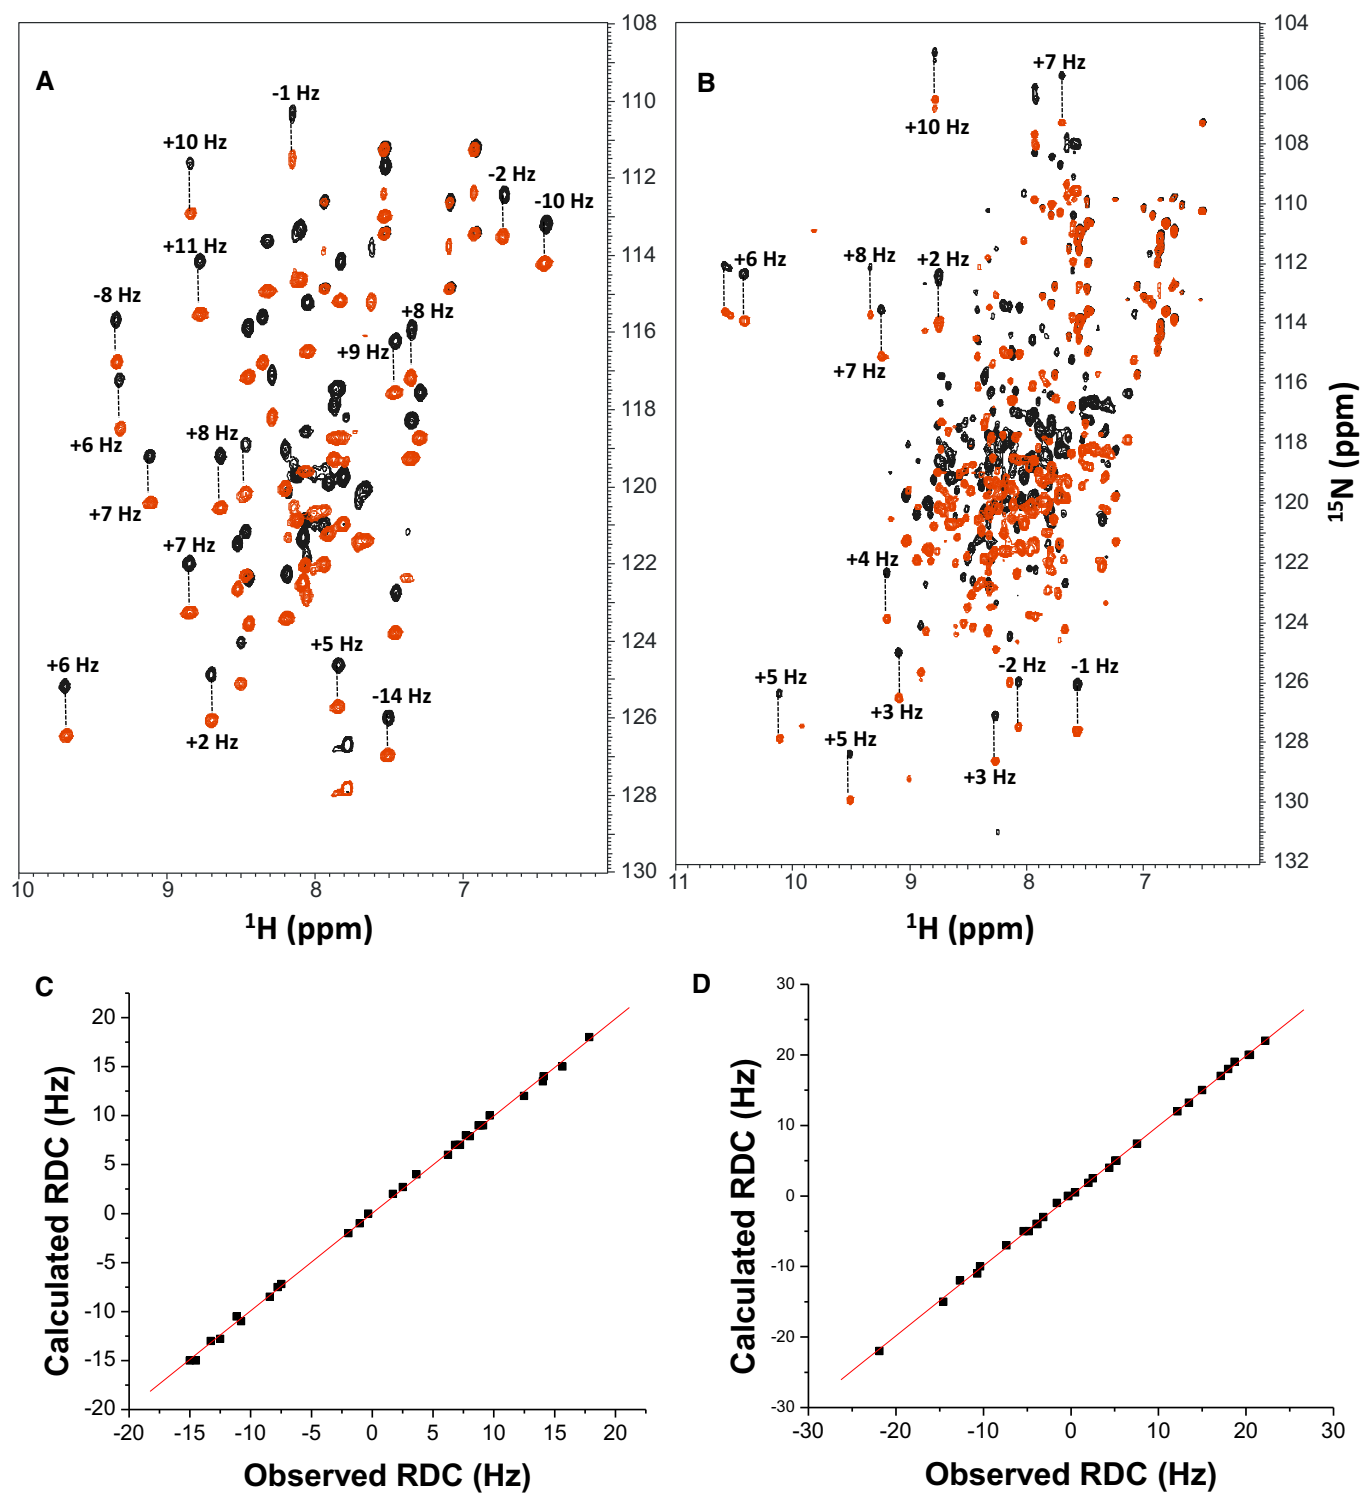 A
-1 Hz
+10 Hz
-2 Hz
-10 Hz
+11 Hz
-8 Hz
+8 Hz
+9 Hz
+6 Hz
+8 Hz
+7 Hz
+7 Hz
+5 Hz
+6 Hz
-14 Hz
+2 Hz
108
110
112
114
116
118
120
122
124
126
128
130
10
9
8
7
1H (ppm)
B
+7 Hz
+10 Hz
+6 Hz
+8 Hz
+2 Hz
+7 Hz
+4 Hz
-2 Hz
-1 Hz
+5 Hz
+3 Hz
+5 Hz
+3 Hz
104
106
108
110
112
114
116
118
120
122
124
126
128
130
132
15N (ppm)
11
10
9
8
7
1H (ppm)
C
20
15
10
5
0
-5
-10
-15
-20
Calculated RDC (Hz)
-20
-15
-10
-5
0
5
10
15
20
Observed RDC (Hz)
D
30
20
10
0
-10
-20
-30
Calculated RDC (Hz)
-30
-20
-10
0
10
20
30
Observed RDC (Hz)